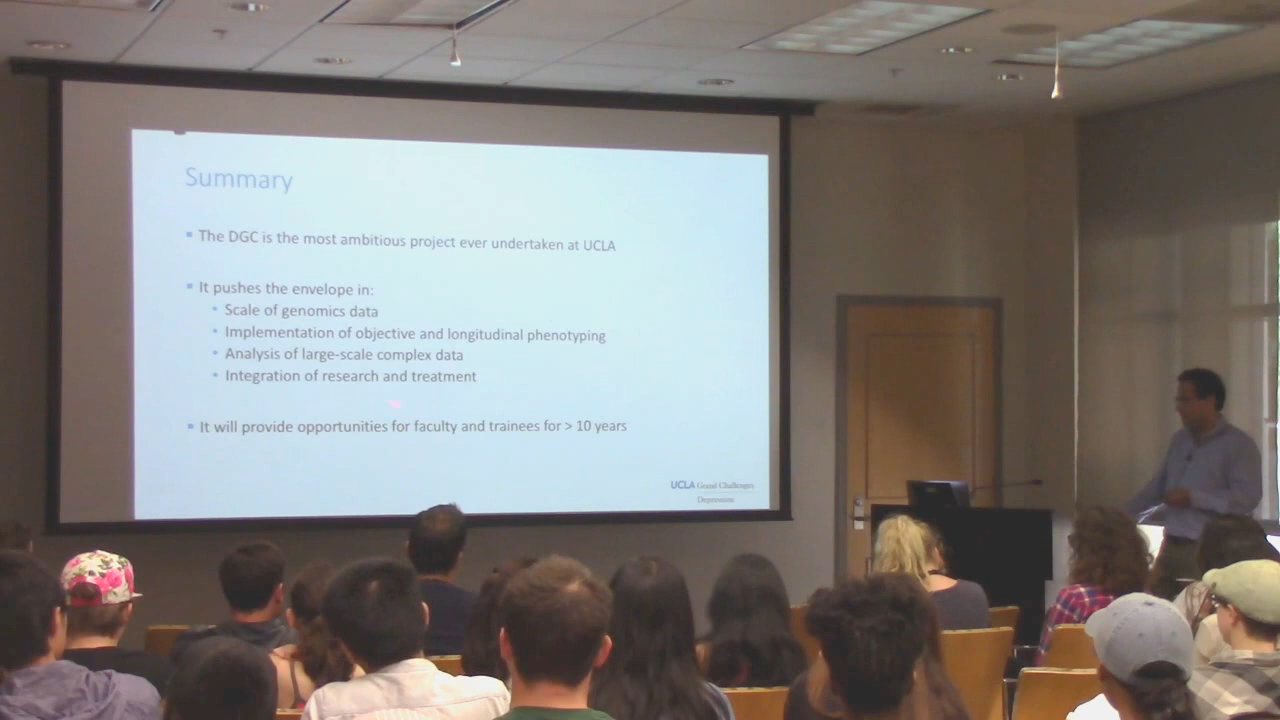 Summary
▪ The DGC is the most ambitious project ever undertaken at UCLA
▪ It pushes the envelope in:
• Scale of genomics data
• Implementation of objective and longitudinal phenotyping
• Analysis of large-scale complex data
• Integration of research and treatment
▪ It will provide opportunities for faculty and trainees for > 10 years
UCLA Grand Challenges
Depression